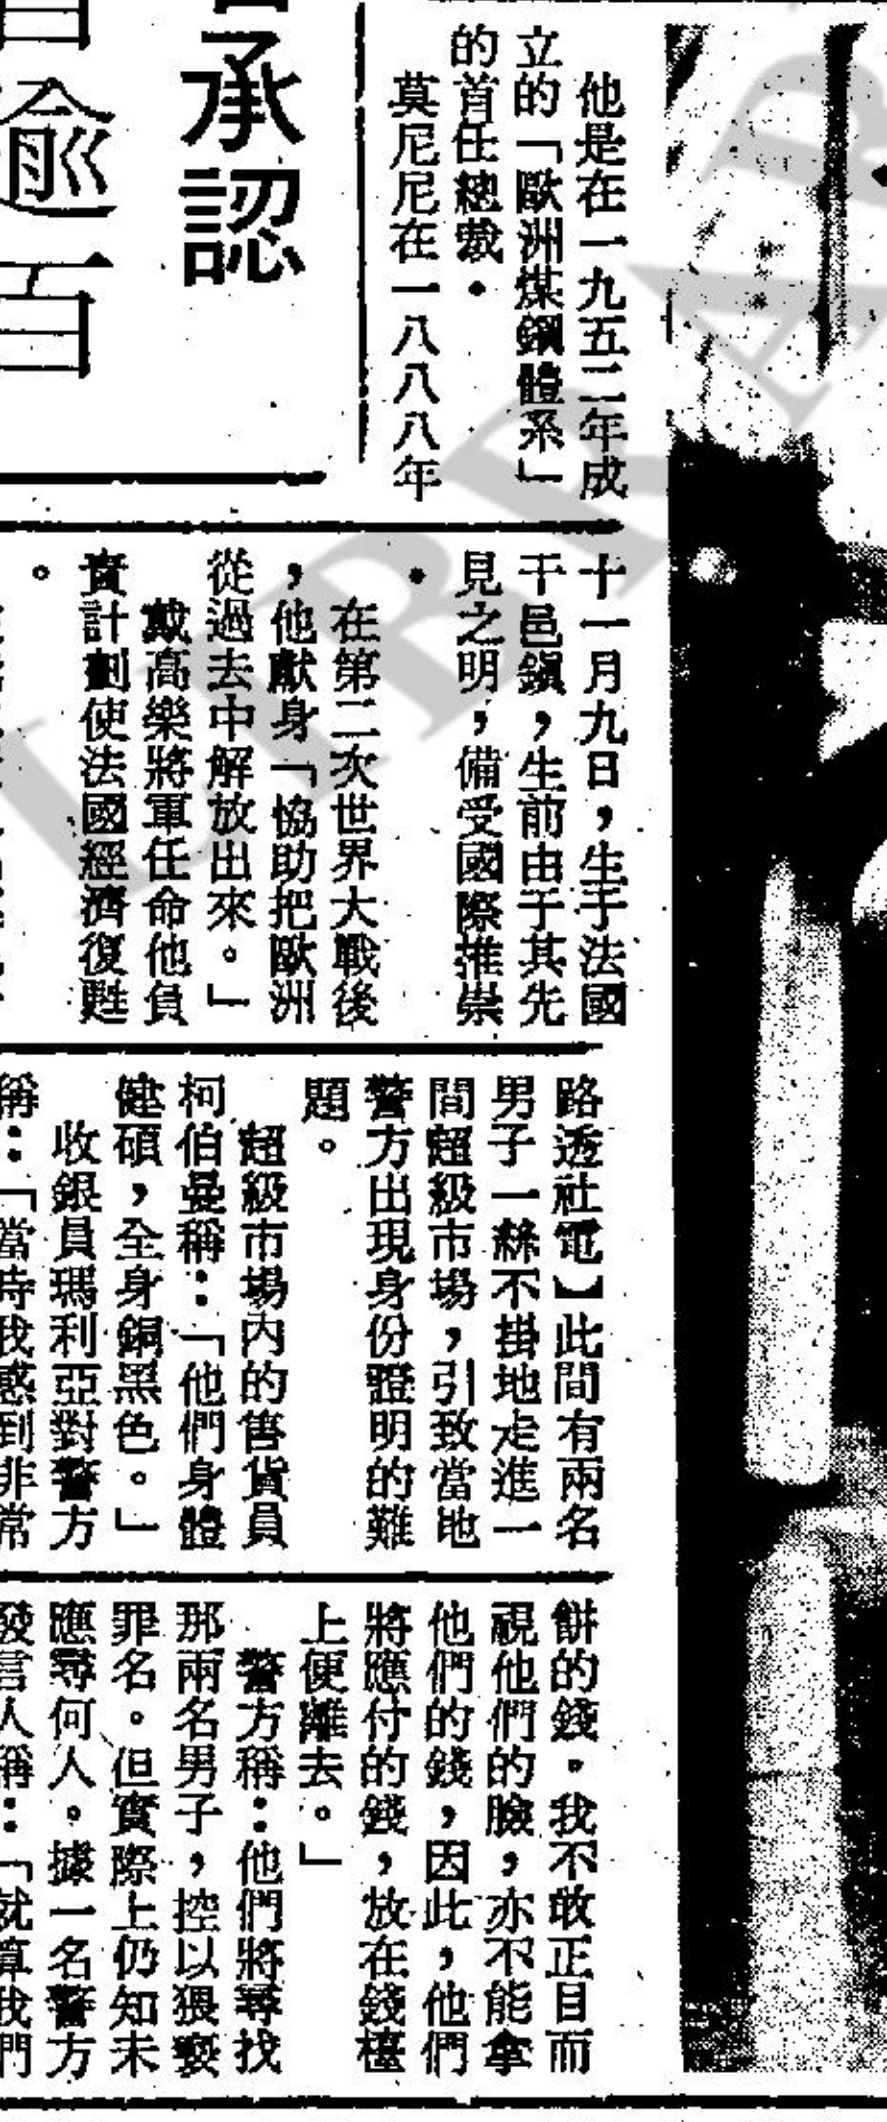 承認
逾百
他是在一九五二年成
立的「歐洲煤鋼體系」
的首任總裁・
莫尼尼在一八八八年
十一月九日，生于法國
干邑鎭，生前由于其先
見之明，備受國際推崇
・
在第二次世界大戰後
，他獻身「協助把歐洲
從過去中解放出來。」
戴高樂將軍任命他負
責計劃使法國經濟復甦
。
路透社電】此間有兩名
男子一絲不掛地走進一
間超級市場，引致當地
警方出現身份證明的難
題。
超級市場內的售貨員
柯伯曼稱：「他們身體
健碩，全身銅黑色。」
收銀員瑪利亞對警方
稱：「當時我感到非常
餅的錢・我不敢正目而
視他們的臉，亦不能拿
他們的錢，因此，他們
將應付的錢，放在錢櫃
上便離去。」
警方稱：他們將尋找
那兩名男子，控以猥褻
罪名。但實際上仍知未
應尋何人。據一名警方
發言人稱：「就算我們
LIBRAR